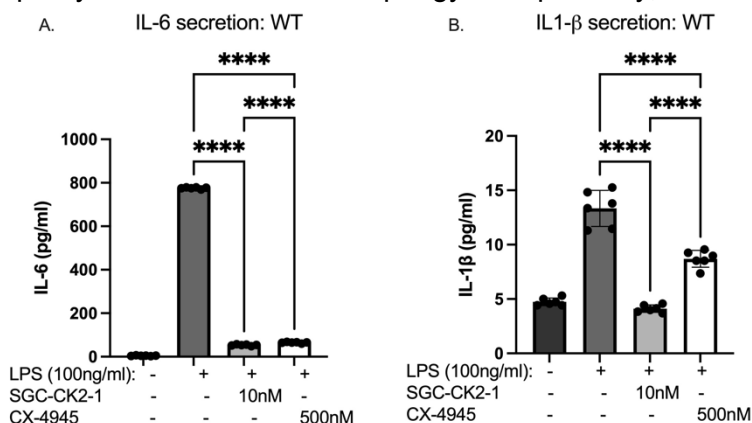 A. IL-6 secretion: WT
****
****
****
1000
800
600
400
200
0
IL-6 (pg/ml)
LPS (100ng/ml): - + + +
SGC-CK2-1 - - 10nM
CX-4945 - - - 500nM
B. IL1-β secretion: WT
****
****
****
20
15
10
5
0
IL-1β (pg/ml)
LPS (100ng/ml): - + + +
SGC-CK2-1 - - 10nM
CX-4945 - - - 500nM